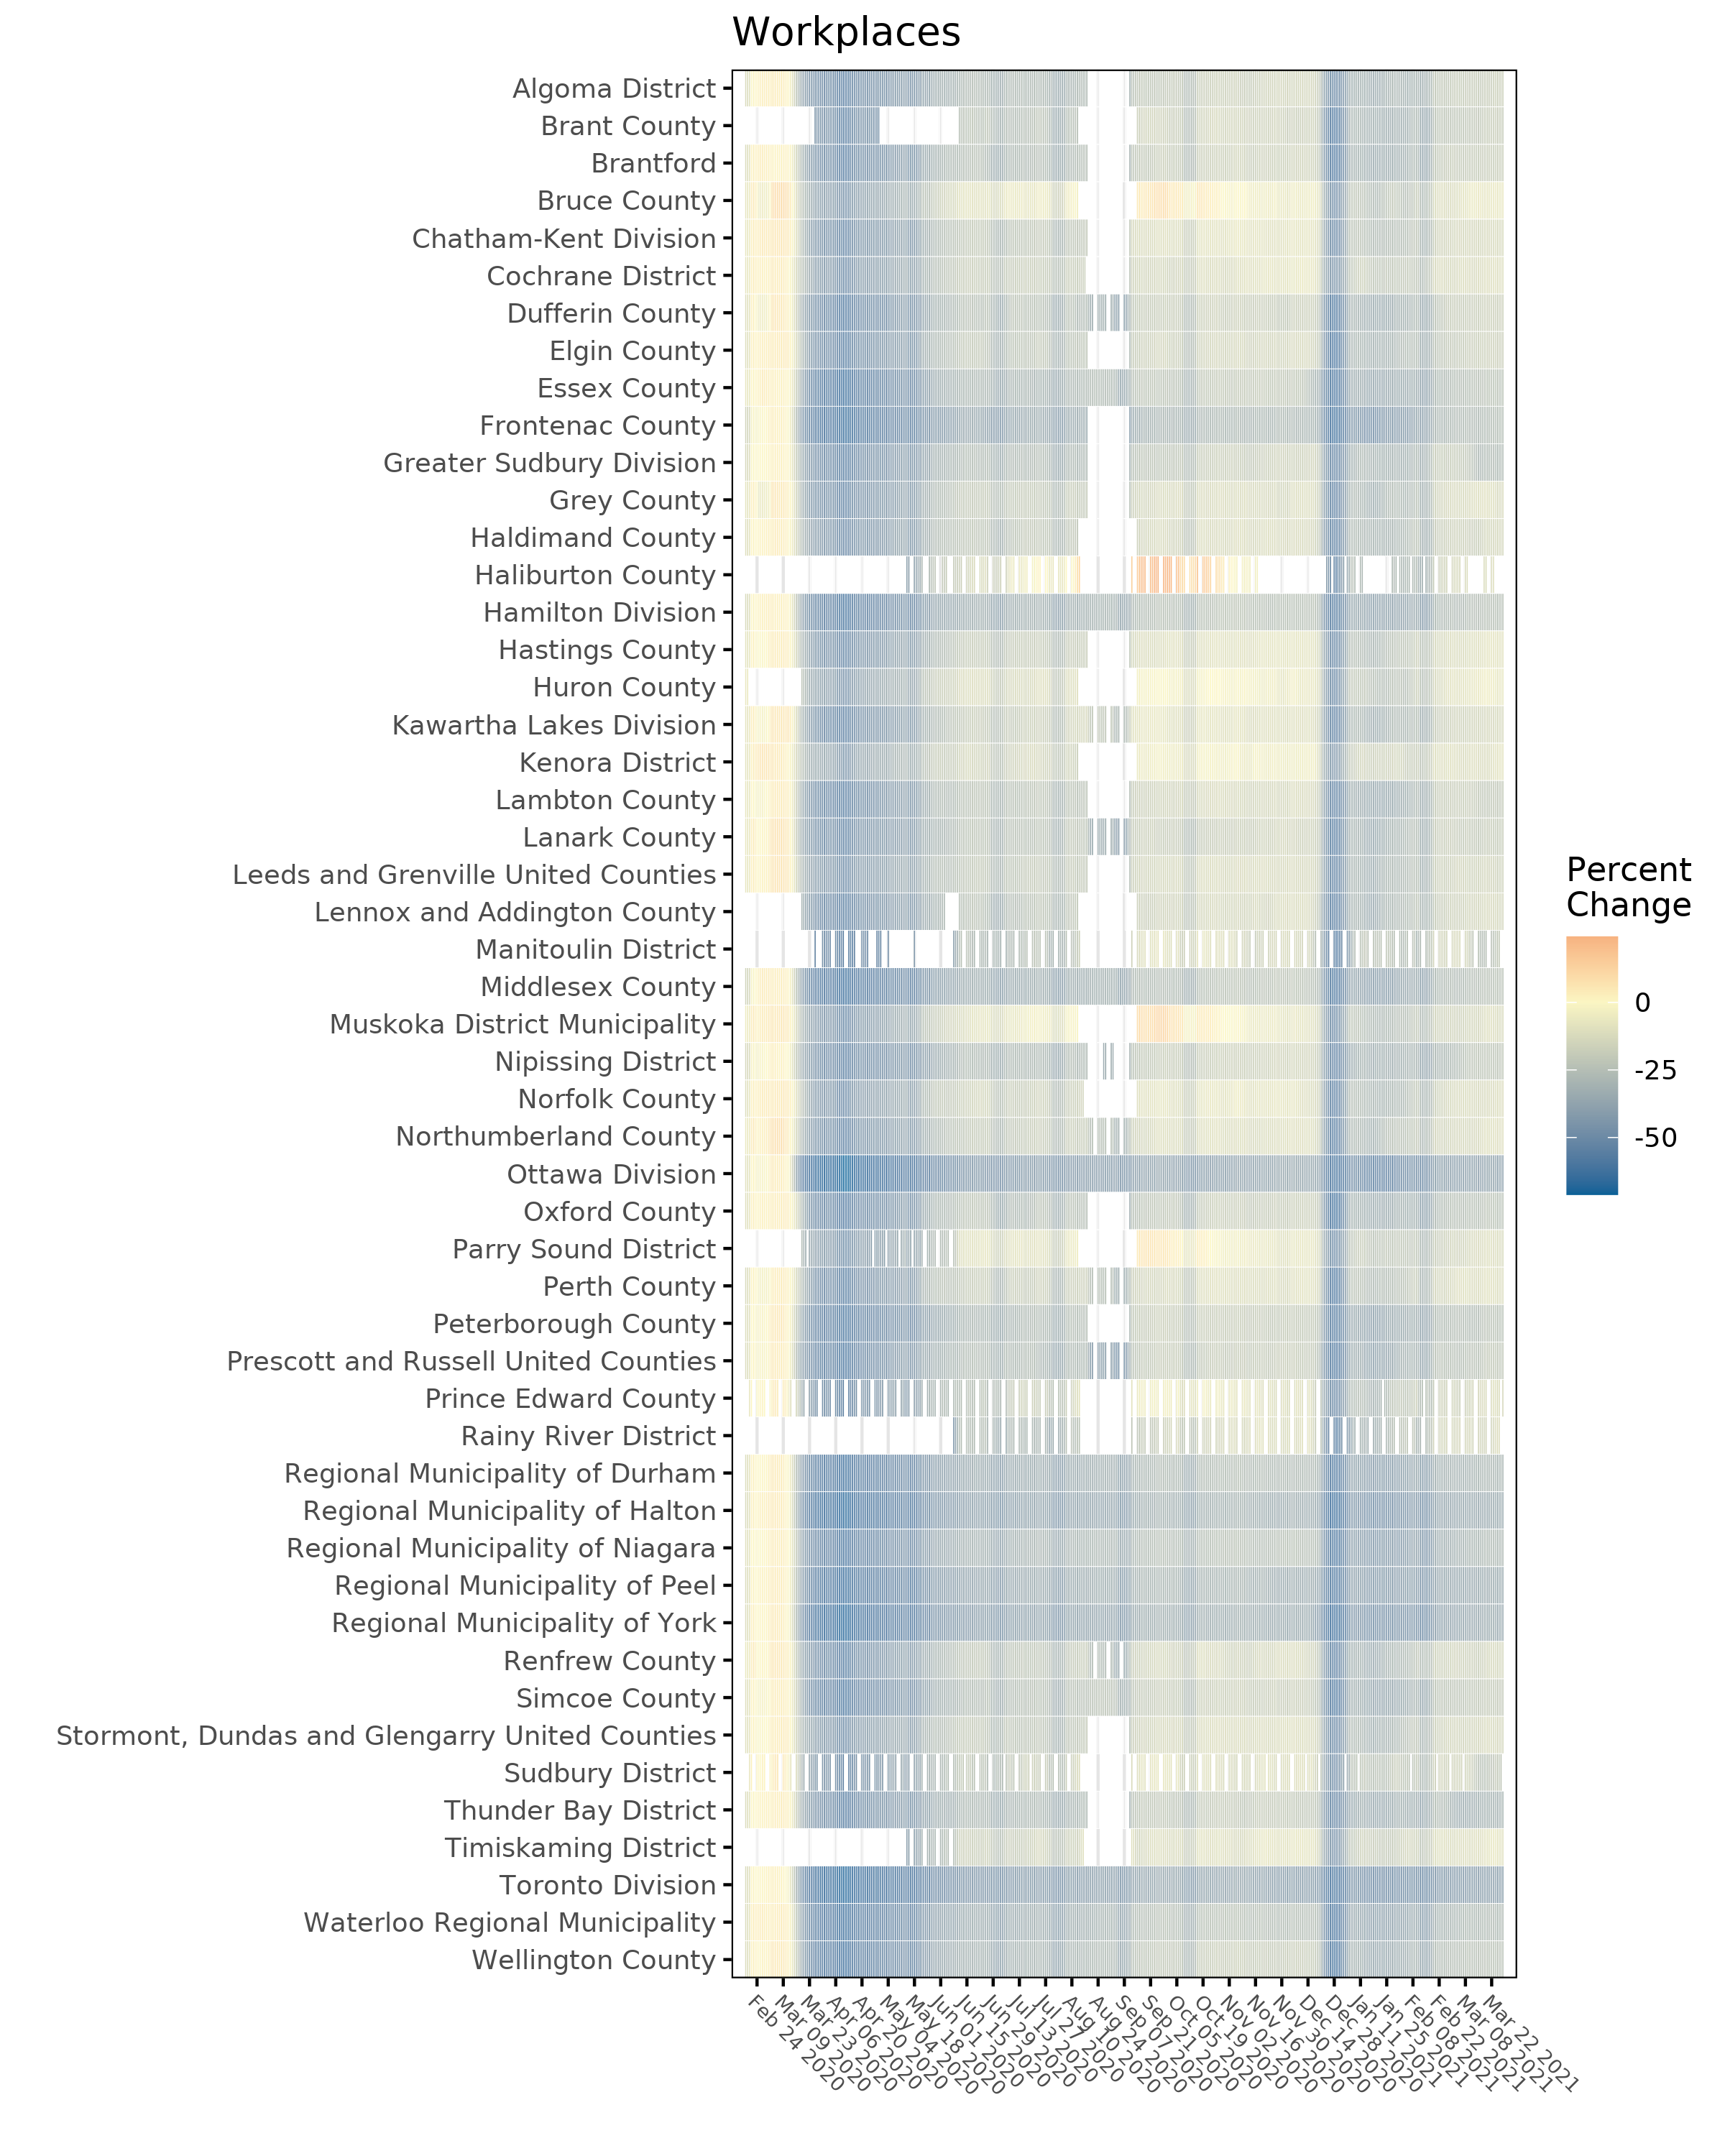 Workplaces
Algoma District
Brant County
Brantford
Bruce County
Chatham-Kent Division
Cochrane District
Dufferin County
Elgin County
Essex County
Frontenac County
Greater Sudbury Division
Grey County
Haldimand County
Haliburton County
Hamilton Division
Hastings County
Huron County
Kawartha Lakes Division
Kenora District
Lambton County
Lanark County
Leeds and Grenville United Counties
Lennox and Addington County
Manitoulin District
Middlesex County
Muskoka District Municipality
Nipissing District
Norfolk County
Northumberland County
Ottawa Division
Oxford County
Parry Sound District
Perth County
Peterborough County
Prescott and Russell United Counties
Prince Edward County
Rainy River District
Regional Municipality of Durham
Regional Municipality of Halton
Regional Municipality of Niagara
Regional Municipality of Peel
Regional Municipality of York
Renfrew County
Simcoe County
Stormont, Dundas and Glengarry United Counties
Sudbury District
Thunder Bay District
Timiskaming District
Toronto Division
Waterloo Regional Municipality
Wellington County
Percent
Change
0
-25
-50
Feb 24 2020
Mar 09 2020
Mar 23 2020
Apr 06 2020
Apr 20 2020
May 04 2020
May 18 2020
Jun 01 2020
Jun 15 2020
Jun 29 2020
Jul 13 2020
Jul 27 2020
Aug 10 2020
Aug 24 2020
Sep 07 2020
Sep 21 2020
Oct 05 2020
Oct 19 2020
Nov 02 2020
Nov 16 2020
Nov 30 2020
Dec 14 2020
Dec 28 2020
Jan 11 2021
Jan 25 2021
Feb 08 2021
Feb 22 2021
Mar 08 2021
Mar 22 2021